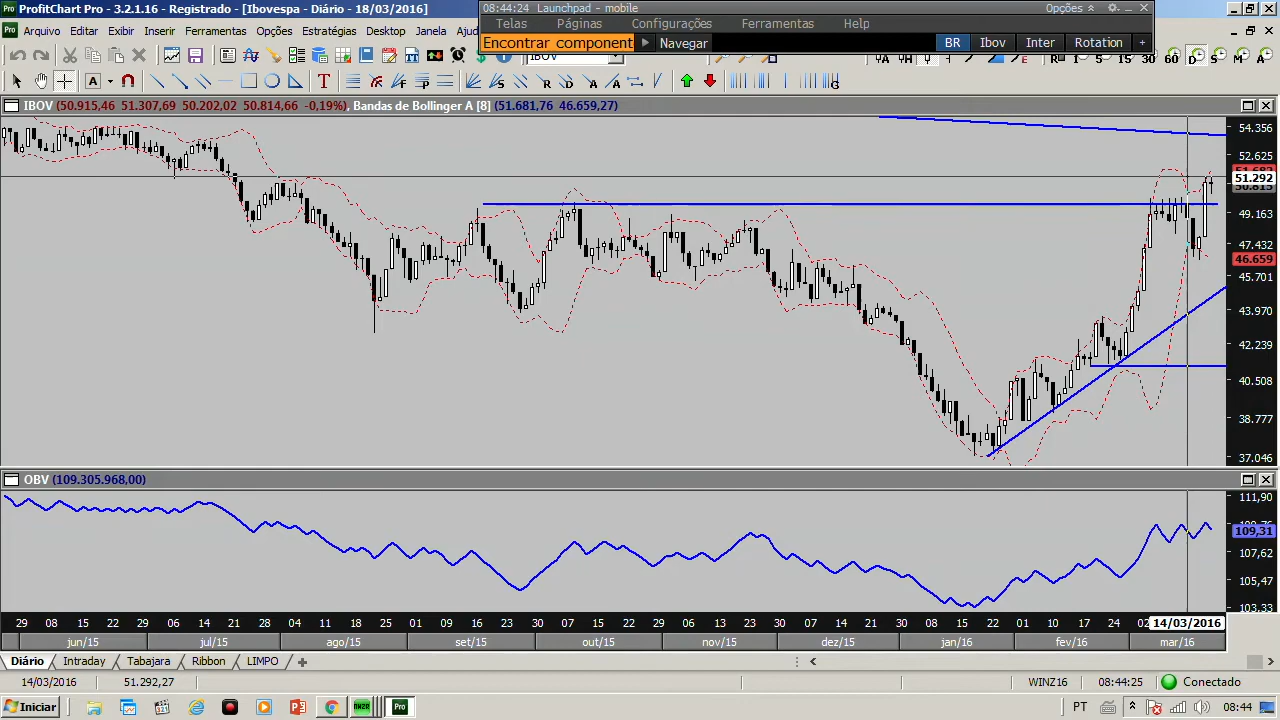 ProfitChart Pro - 3.2.1.16 - Registrado - [Ibovespa - Diário - 18/03/2016]
08:44:24 Launchpad - mobile Opções
Telas Páginas Configurações Ferramentas Help
Arquivo Editar Exibir Inserir Ferramentas Opções Estratégias Desktop Janela Aju
Encontrar component Navegar BR Ibov Inter Rotation +
IBOV
1 5 15 30 60 D S M A
IBOV (50.915,46 51.307,69 50.202,02 50.814,66 -0,19%), Bandas de Bollinger A [8] (51.681,76 46.659,27)
54.356
52.625
51.292
49.163
47.432
46.659
45.701
43.970
42.239
40.508
38.777
37.046
OBV (109.305.968,00)
111,90
109,31
107,62
105,47
103,33
29 08 15 22 29 08 14 21 28 04 11 18 25 01 09 16 23 30 07 15 22 29 06 13 23 30 07 14 21 30 08 15 22 01 10 17 24 02 14/03/2016
jun/15 jul/15 ago/15 set/15 out/15 nov/15 dez/15 jan/16 fev/16 mar/16
Diário Intraday Tabajara Ribbon LIMPO
14/03/2016 51.292,27 WINZ16 08:44:25 Conectado
Iniciar PT 08:44